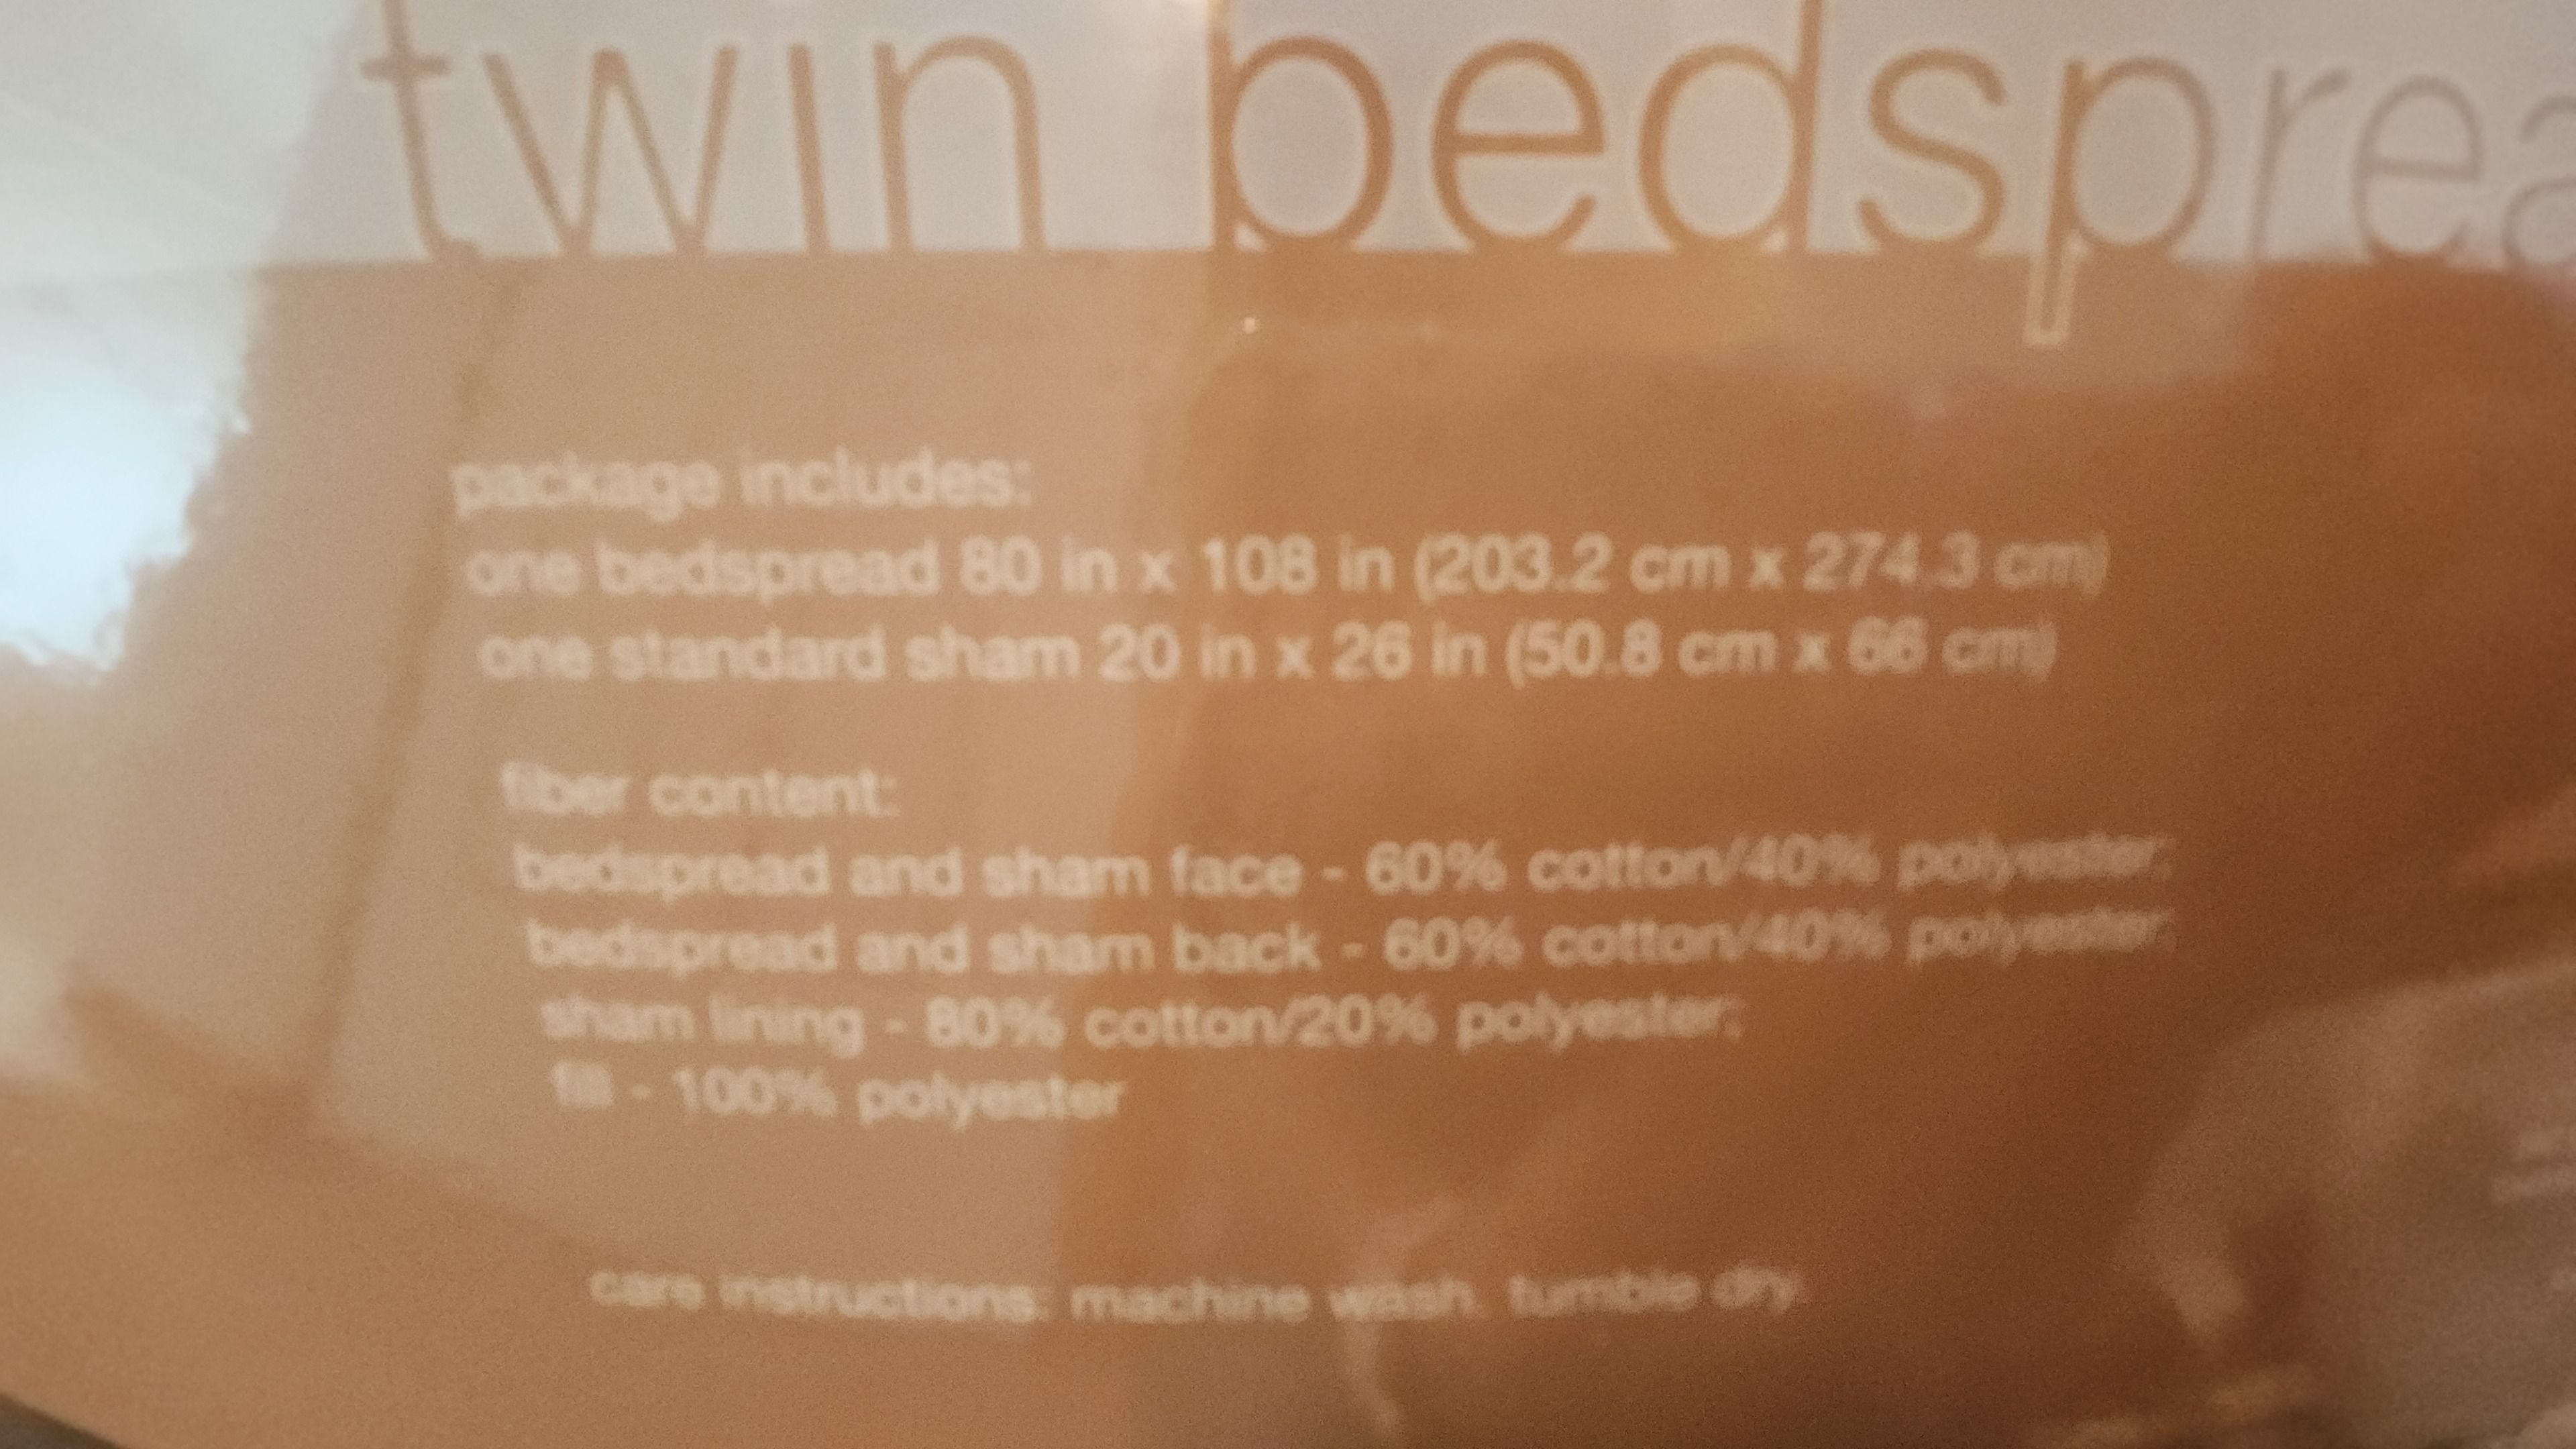 twin bedsprea
package includes:
one bedspread 80 in x 108 in (203.2 cm x 274.3 cm)
one standard sham 20 in x 26 in (50.8 cm x 66 cm)
fiber content:
bedspread and sham face - 60% cotton/40% polyester;
bedspread and sham back - 60% cotton/40% polyester;
sham lining - 80% cotton/20% polyester;
fill - 100% polyester
care instructions: machine wash. tumble dry.